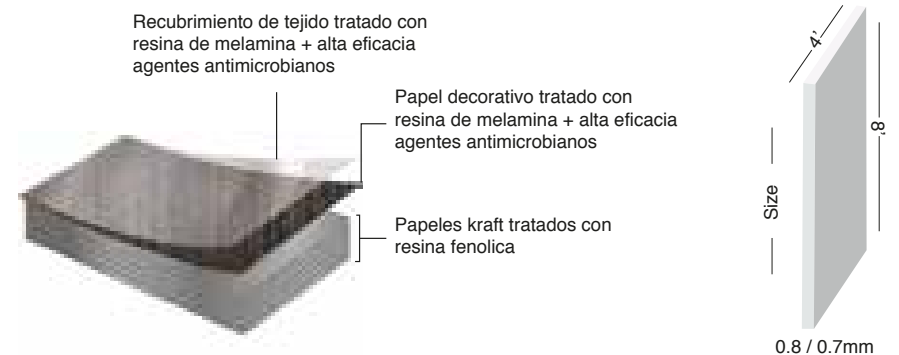 Recubrimiento de tejido tratado con
resina de melamina + alta eficacia
agentes antimicrobianos
Papel decorativo tratado con
resina de melamina + alta eficacia
agentes antimicrobianos
Papeles kraft tratados con
resina fenolica
4’
8’
Size
0.8 / 0.7mm